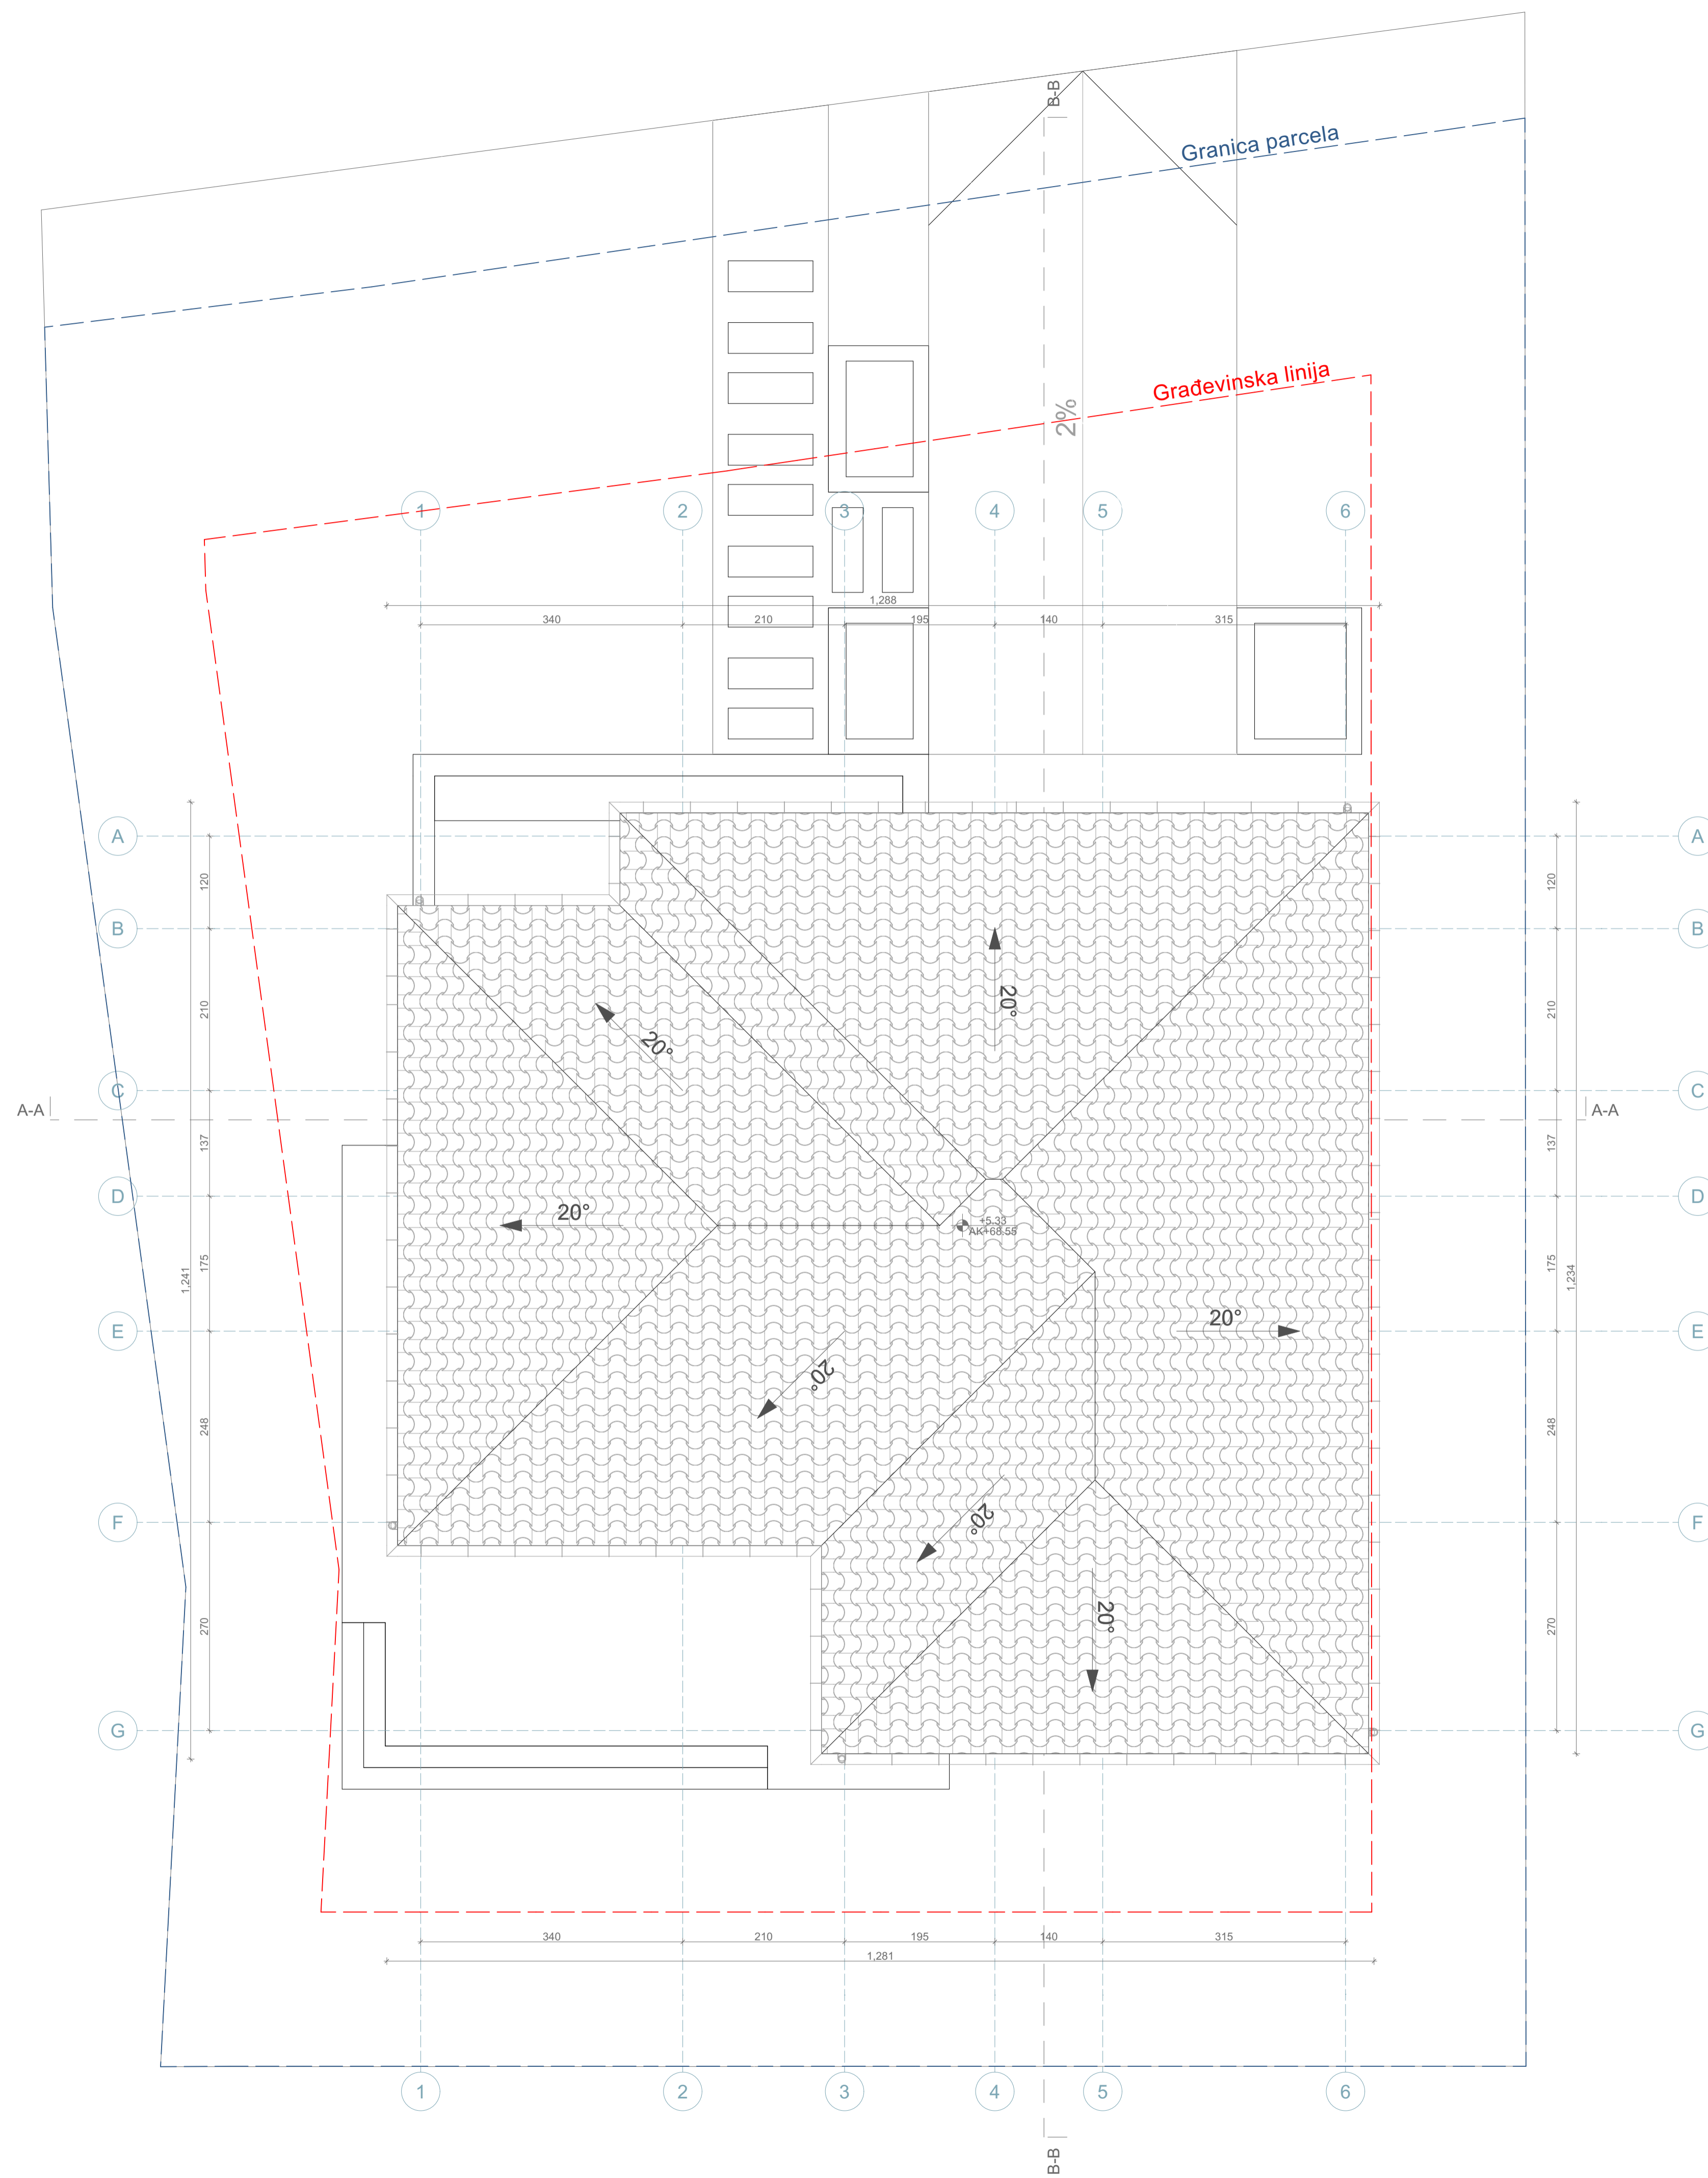 B-B
Granica parcela
Građevinska linija
2%
1
2
3
4
5
6
1,288
340
210
195
140
315
A
A
120
120
B
B
210
210
20°
20°
C
C
A-A
A-A
137
137
D
D
20°
+5.33
AK+68.55
175
175
1,241
1,234
20°
E
E
20°
248
248
20°
F
F
20°
270
270
G
G
340
210
195
140
315
1,281
1
2
3
4
5
6
B-B